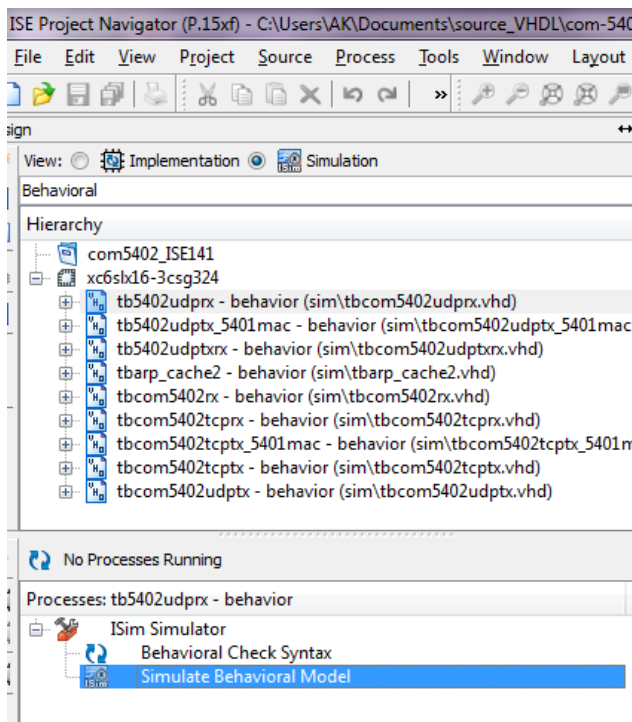 ISE Project Navigator (P.15xf) - C:\Users\AK\Documents\source_VHDL\com-540
File Edit View Project Source Process Tools Window Layout
»
sign
View: Implementation ISim Simulation
Behavioral
Hierarchy
com5402_ISE141
xc6slx16-3csg324
tb5402udprx - behavior (sim\tbcom5402udprx.vhd)
tb5402udptx_5401mac - behavior (sim\tbcom5402udptx_5401mac
tb5402udptxrx - behavior (sim\tbcom5402udptxrx.vhd)
tbarp_cache2 - behavior (sim\tbarp_cache2.vhd)
tbcom5402rx - behavior (sim\tbcom5402rx.vhd)
tbcom5402tcprx - behavior (sim\tbcom5402tcprx.vhd)
tbcom5402tcptx_5401mac - behavior (sim\tbcom5402tcptx_5401m
tbcom5402tcptx - behavior (sim\tbcom5402tcptx.vhd)
tbcom5402udptx - behavior (sim\tbcom5402udptx.vhd)
No Processes Running
Processes: tb5402udprx - behavior
ISim Simulator
Behavioral Check Syntax
ISim Simulate Behavioral Model